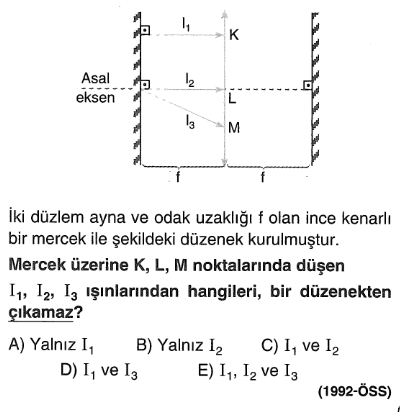 I₁
K
Asal
eksen
I₂
L
I₃
M
f
f
İki düzlem ayna ve odak uzaklığı f olan ince kenarlı
bir mercek ile şekildeki düzenek kurulmuştur.
Mercek üzerine K, L, M noktalarında düşen
I₁, I₂, I₃ ışınlarından hangileri, bir düzenekten
çıkamaz?
A) Yalnız I₁ B) Yalnız I₂ C) I₁ ve I₂
D) I₁ ve I₃ E) I₁, I₂ ve I₃
(1992-ÖSS)